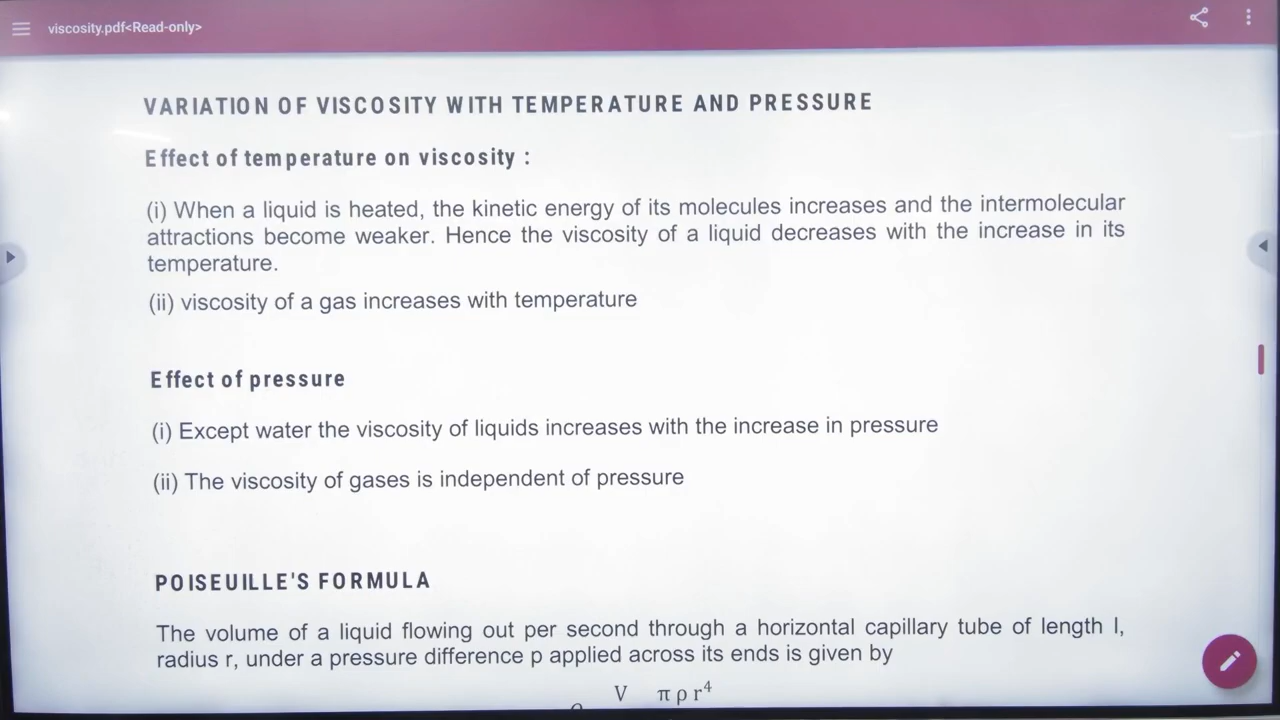 viscosity.pdf<Read-only>
VARIATION OF VISCOSITY WITH TEMPERATURE AND PRESSURE
Effect of temperature on viscosity :
(i) When a liquid is heated, the kinetic energy of its molecules increases and the intermolecular
attractions become weaker. Hence the viscosity of a liquid decreases with the increase in its
temperature.
(ii) viscosity of a gas increases with temperature
Effect of pressure
(i) Except water the viscosity of liquids increases with the increase in pressure
(ii) The viscosity of gases is independent of pressure
POISEUILLE'S FORMULA
The volume of a liquid flowing out per second through a horizontal capillary tube of length l,
radius r, under a pressure difference p applied across its ends is given by
V π ρ r⁴